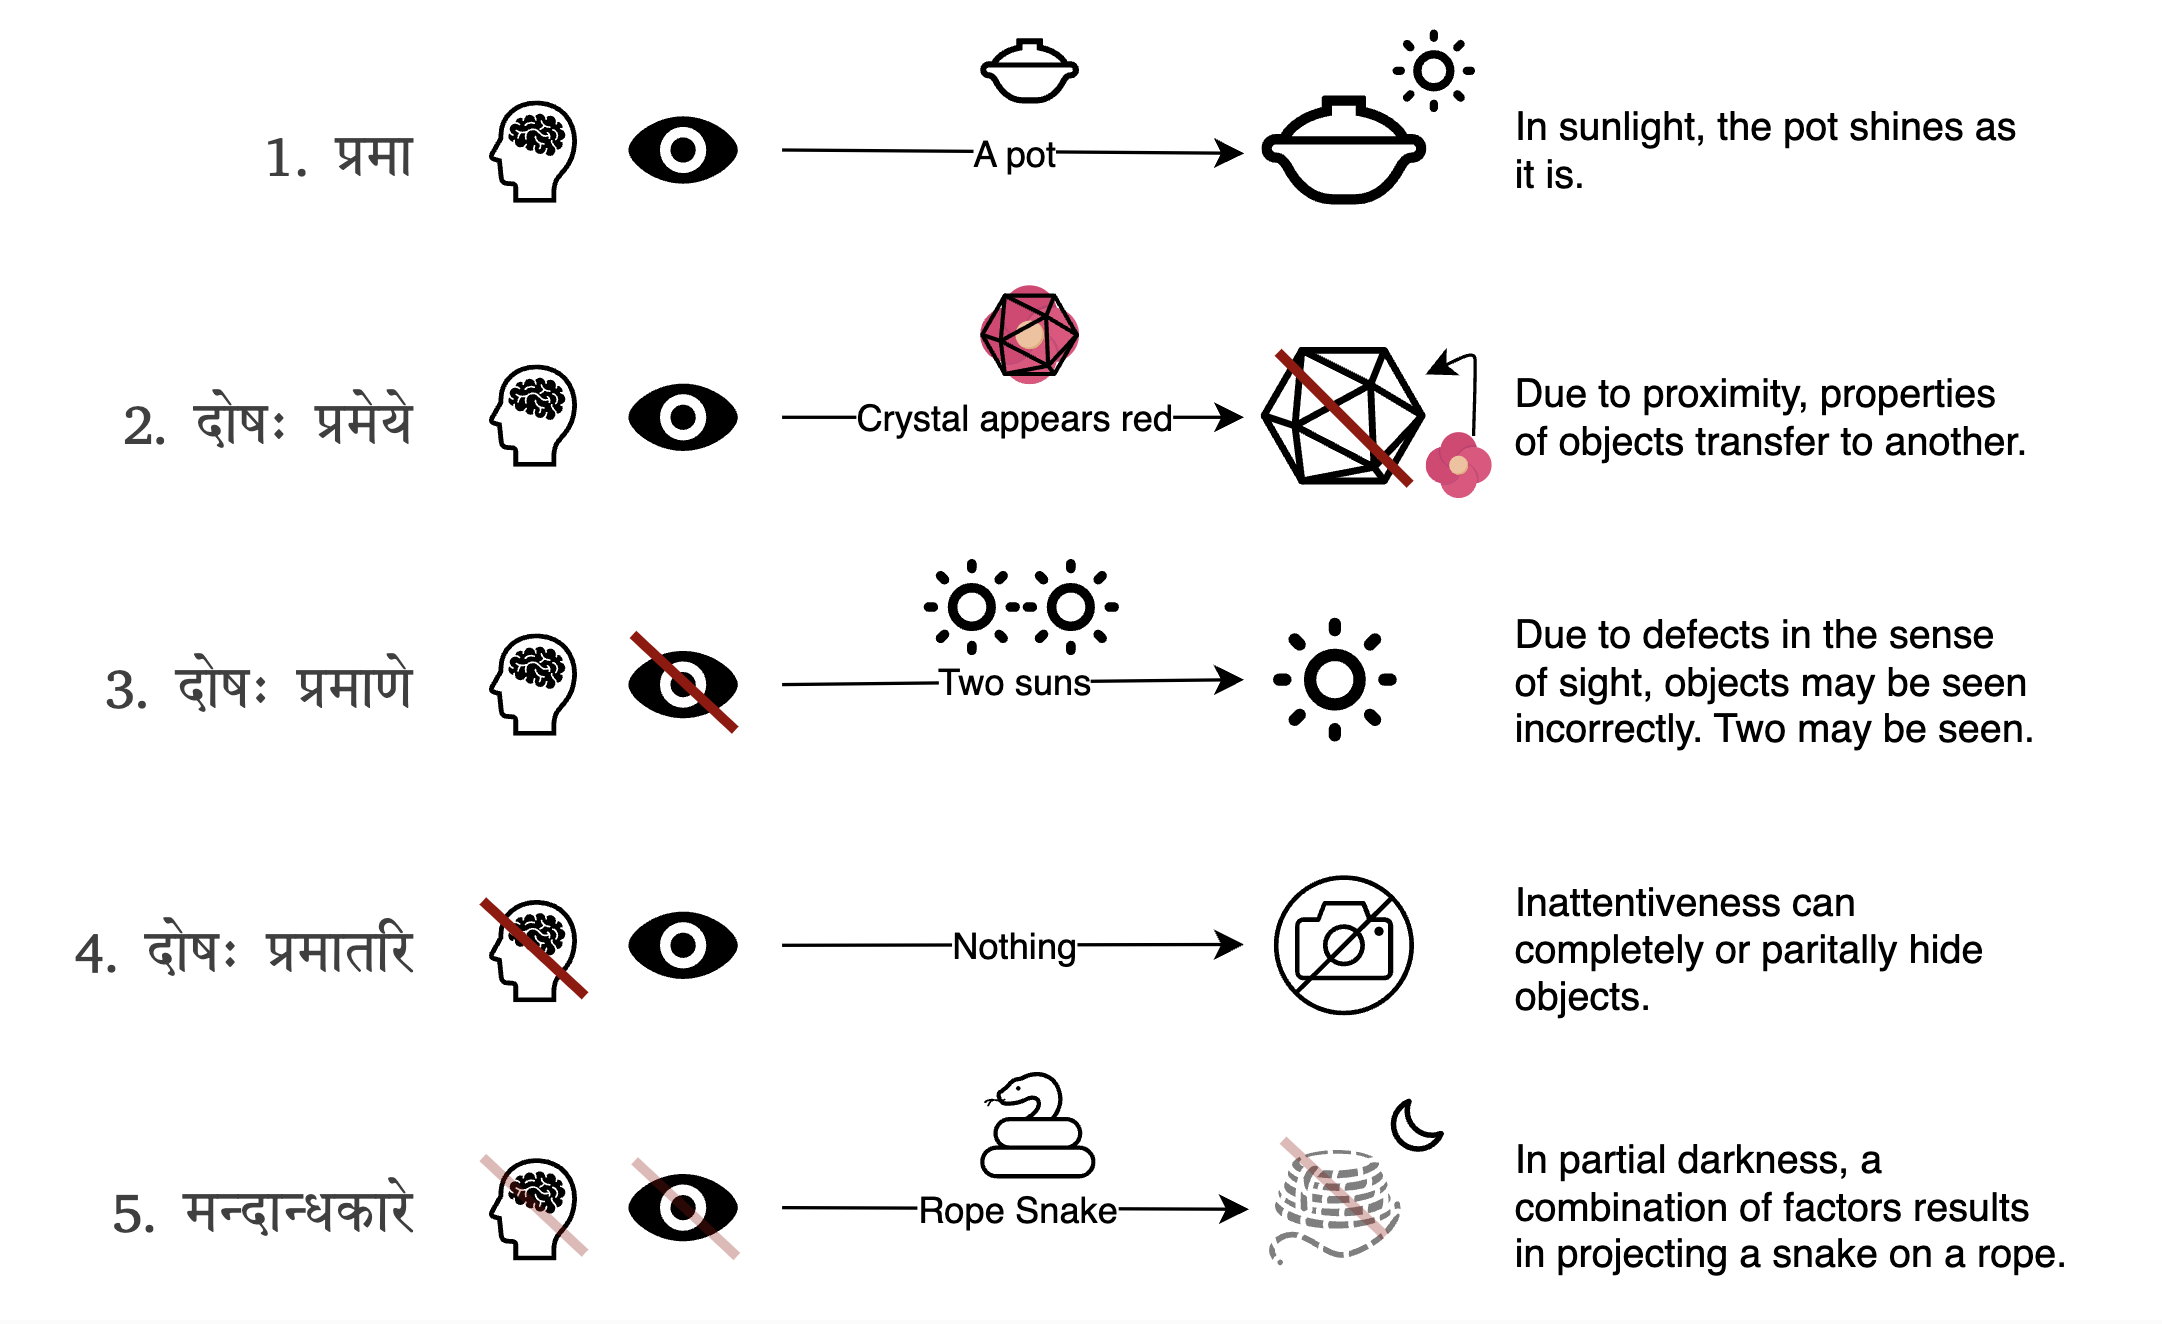 1. प्रमा
A pot
In sunlight, the pot shines as
it is.
2. दोषः प्रमेये
Crystal appears red
Due to proximity, properties
of objects transfer to another.
3. दोषः प्रमाणे
Two suns
Due to defects in the sense
of sight, objects may be seen
incorrectly. Two may be seen.
4. दोषः प्रमातरि
Nothing
Inattentiveness can
completely or paritally hide
objects.
5. मन्दान्धकारे
Rope Snake
In partial darkness, a
combination of factors results
in projecting a snake on a rope.